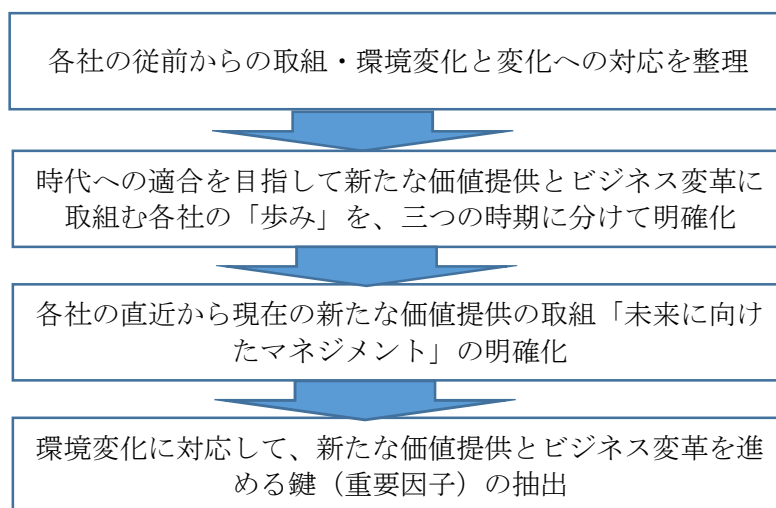 各社の従前からの取組・環境変化と変化への対応を整理
時代への適合を目指して新たな価値提供とビジネス変革に
取組む各社の「歩み」を、三つの時期に分けて明確化
各社の直近から現在の新たな価値提供の取組「未来に向け
たマネジメント」の明確化
環境変化に対応して、新たな価値提供とビジネス変革を進
める鍵（重要因子）の抽出